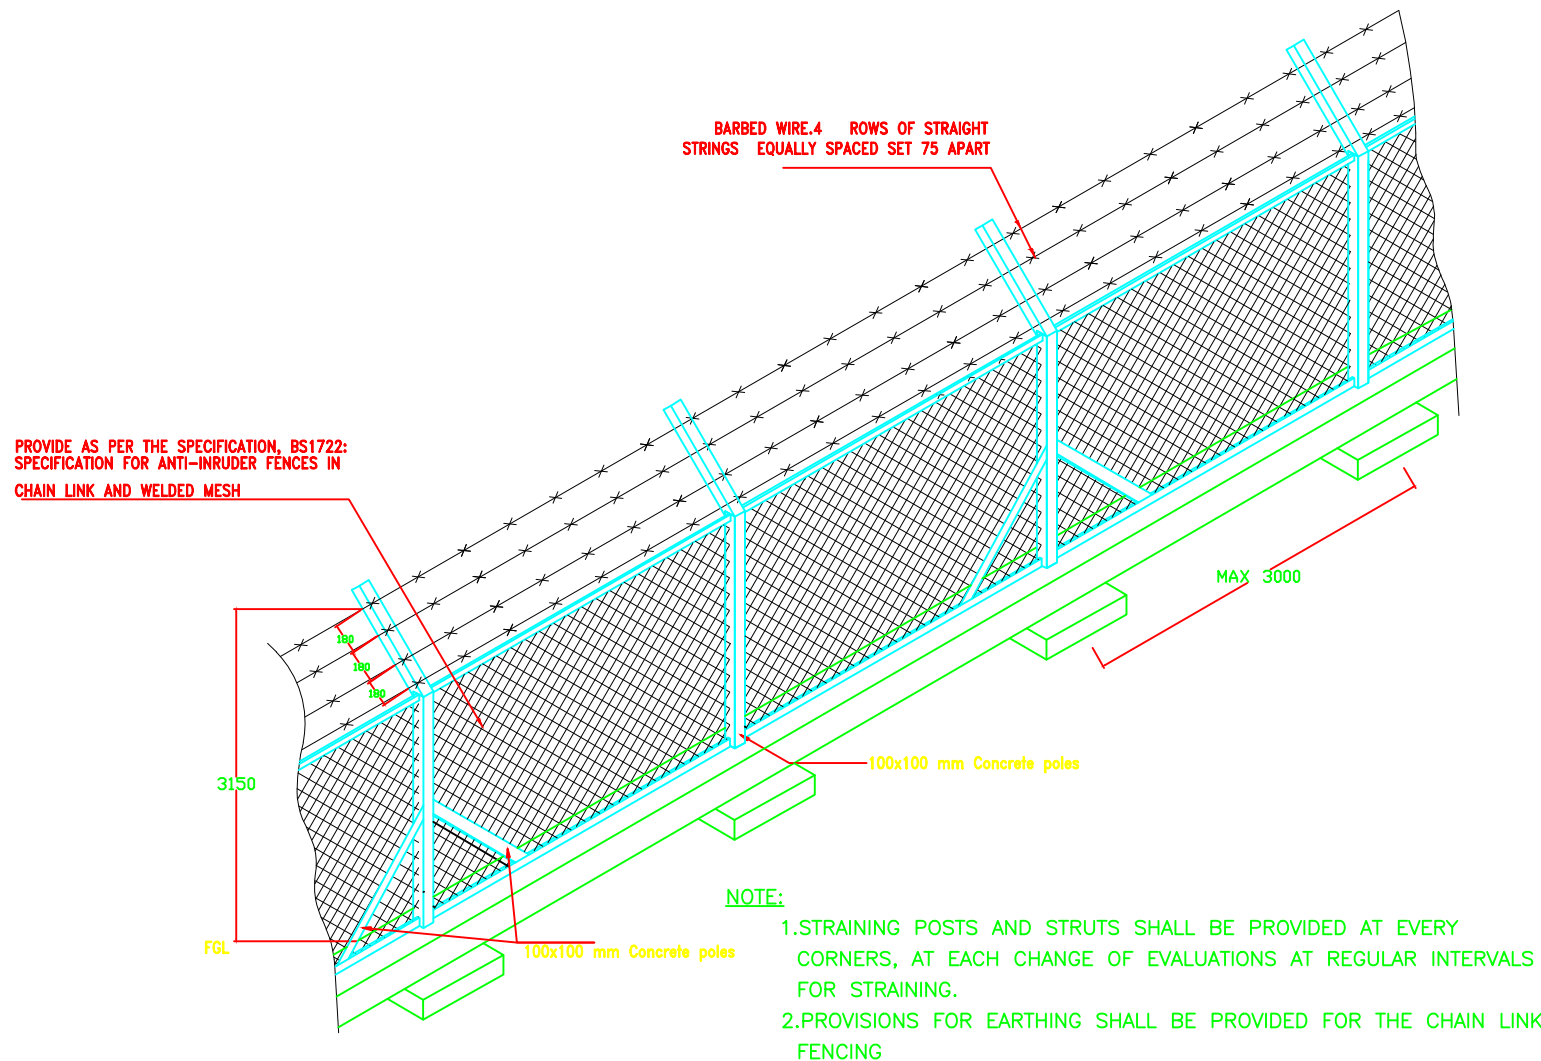 BARBED WIRE.4 ROWS OF STRAIGHT
STRINGS EQUALLY SPACED SET 75 APART
PROVIDE AS PER THE SPECIFICATION, BS1722:
SPECIFICATION FOR ANTI-INRUDER FENCES IN
CHAIN LINK AND WELDED MESH
MAX 3000
100
100
100
3150
100x100 mm Concrete poles
FGL
100x100 mm Concrete poles
NOTE:
1.STRAINING POSTS AND STRUTS SHALL BE PROVIDED AT EVERY
CORNERS, AT EACH CHANGE OF EVALUATIONS AT REGULAR INTERVALS
FOR STRAINING.
2.PROVISIONS FOR EARTHING SHALL BE PROVIDED FOR THE CHAIN LINK
FENCING